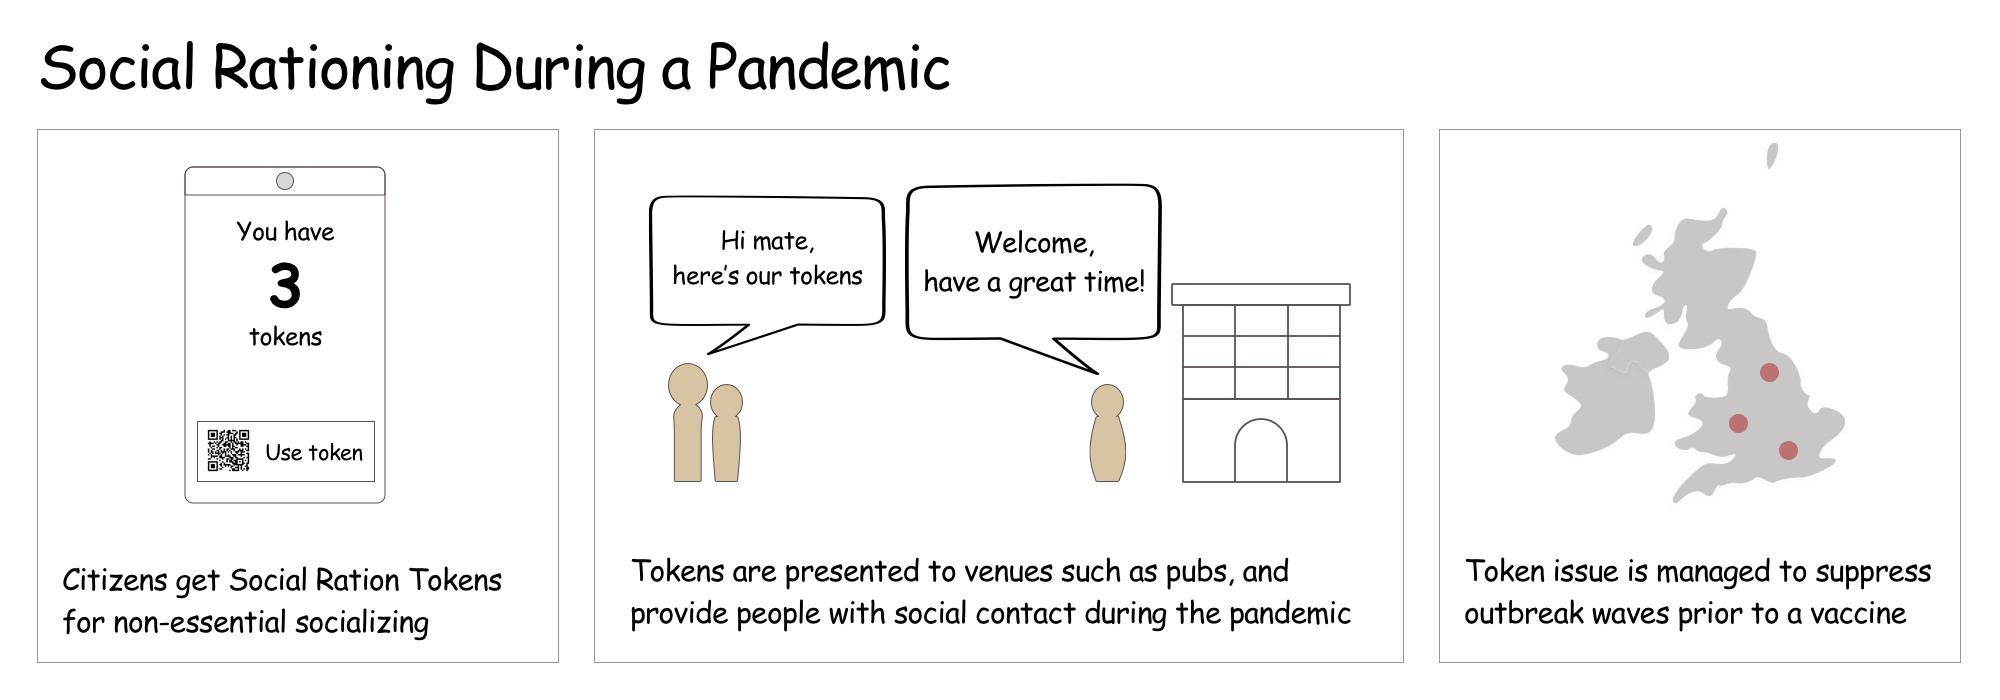 Social Rationing During a Pandemic
You have
3
tokens
Use token
Citizens get Social Ration Tokens
for non-essential socializing
Hi mate,
here's our tokens
Welcome,
have a great time!
Tokens are presented to venues such as pubs, and
provide people with social contact during the pandemic
Token issue is managed to suppress
outbreak waves prior to a vaccine